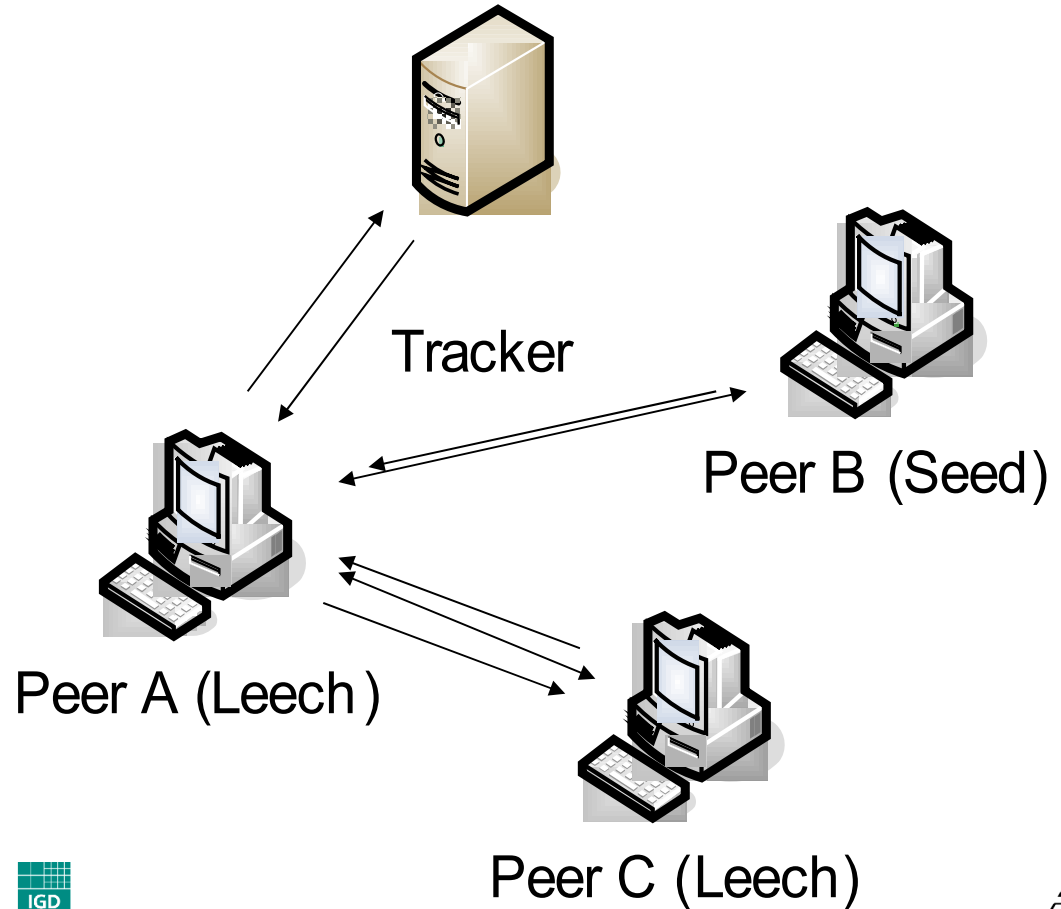 Tracker
Peer B (Seed)
Peer A (Leech)
Peer C (Leech)
IGD